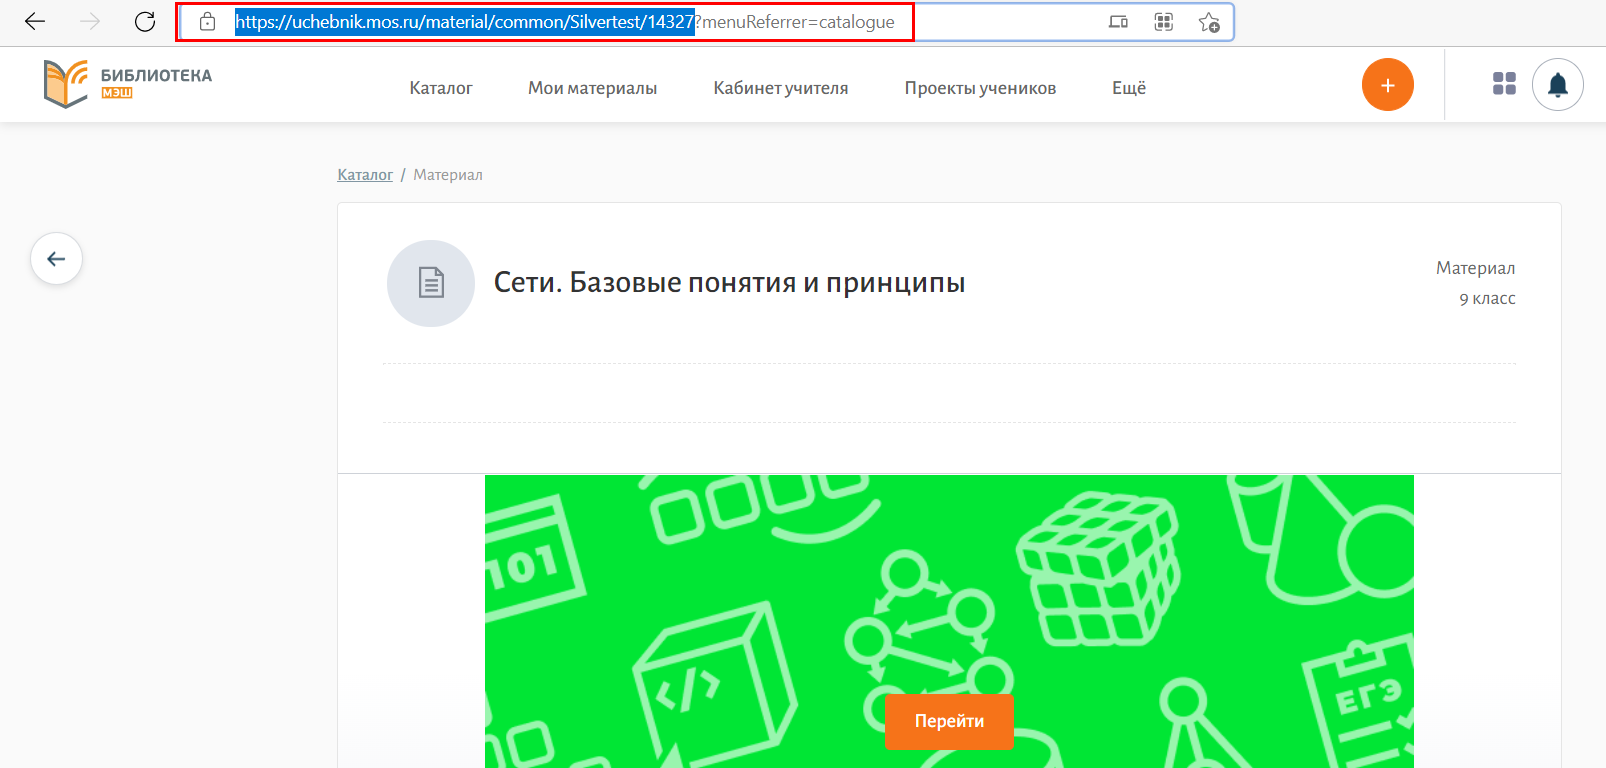 https://uchebnik.mos.ru/material/common/Silvertest/14327?menuReferrer=catalogue
БИБЛИОТЕКА
МЭШ
Каталог Мои материалы Кабинет учителя Проекты учеников Ещё
Каталог / Материал
Сети. Базовые понятия и принципы
Материал
9 класс
101
</>
ЕГЭ
Перейти